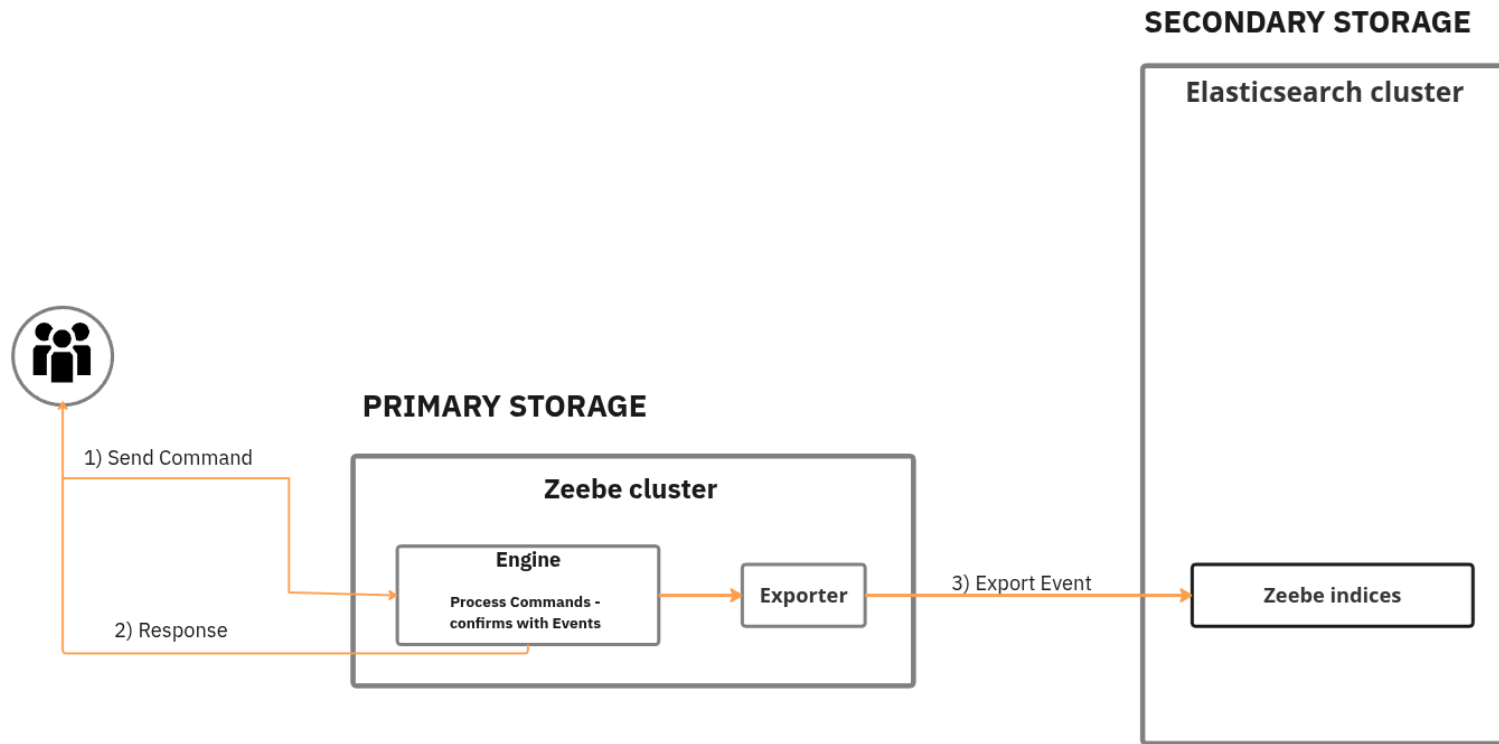 SECONDARY STORAGE
Elasticsearch cluster
PRIMARY STORAGE
1) Send Command
Zeebe cluster
Engine
Process Commands -
confirms with Events
Exporter
3) Export Event
Zeebe indices
2) Response